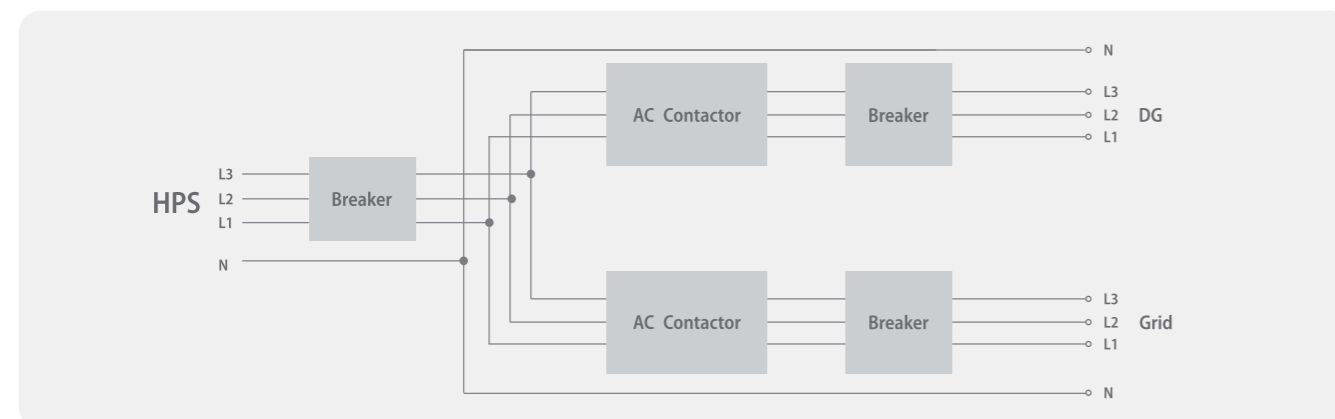 N
L3
AC Contactor
Breaker
L2
DG
L1
L3
HPS
L2
Breaker
L1
N
L3
AC Contactor
Breaker
L2
Grid
L1
N